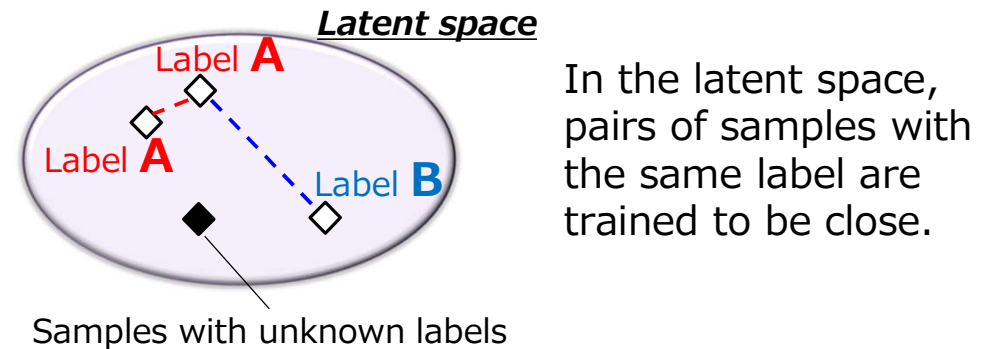 Latent space
Label A
Label A
Label B
Samples with unknown labels
In the latent space,
pairs of samples with
the same label are
trained to be close.